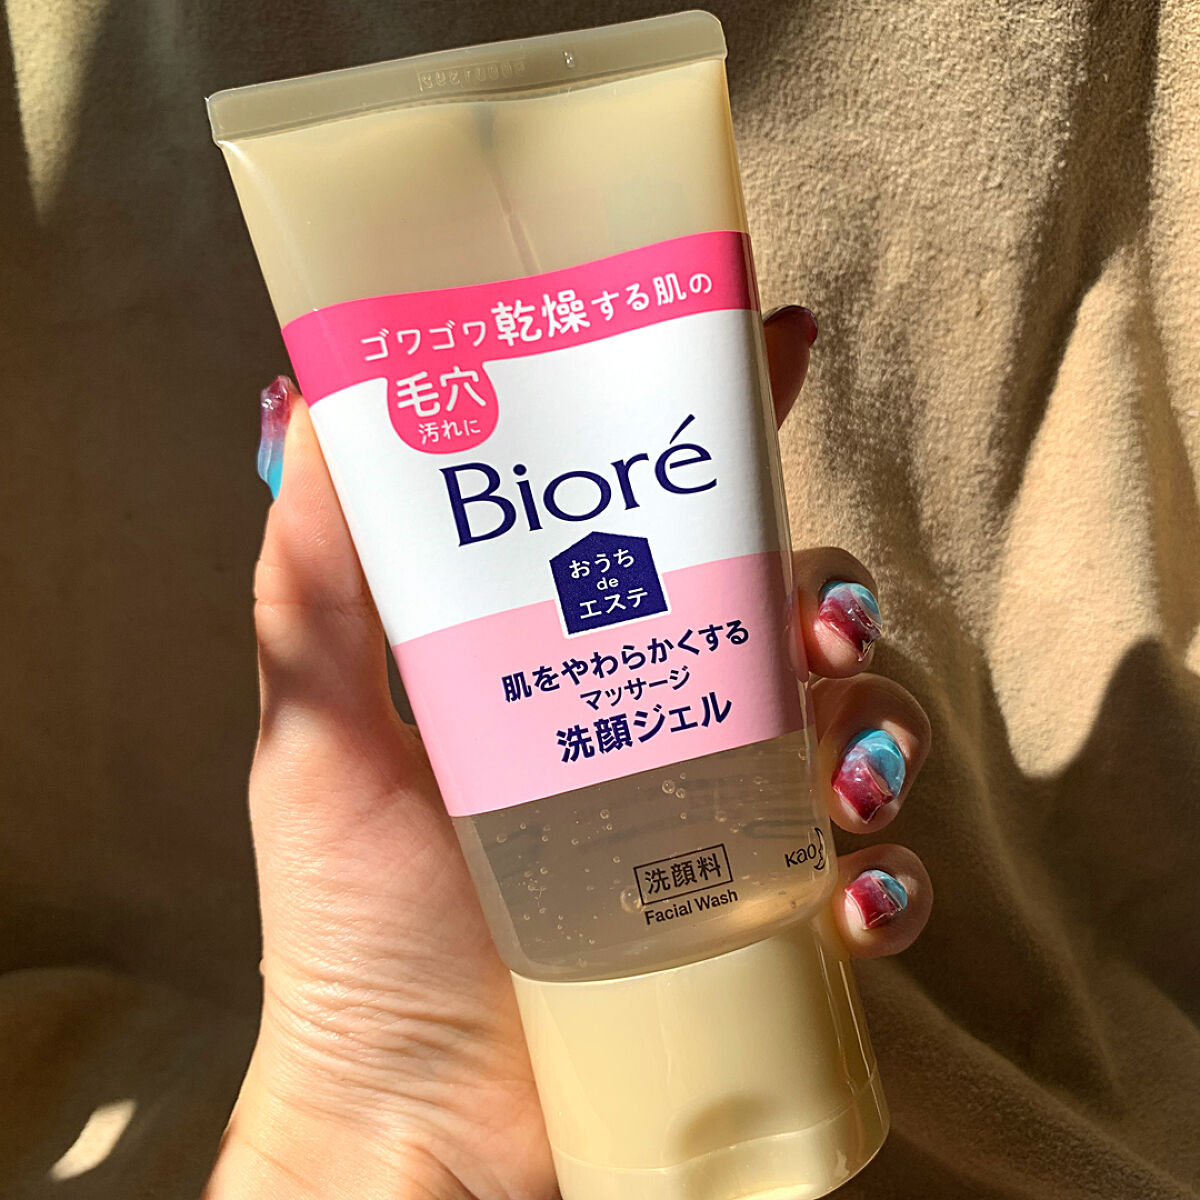 ゴワゴワ乾燥する肌の
毛穴
汚れに
Bioré
おうち
de
エステ
肌をやわらかくする
マッサージ
洗顔ジェル
洗顔料
Facial Wash
Kao